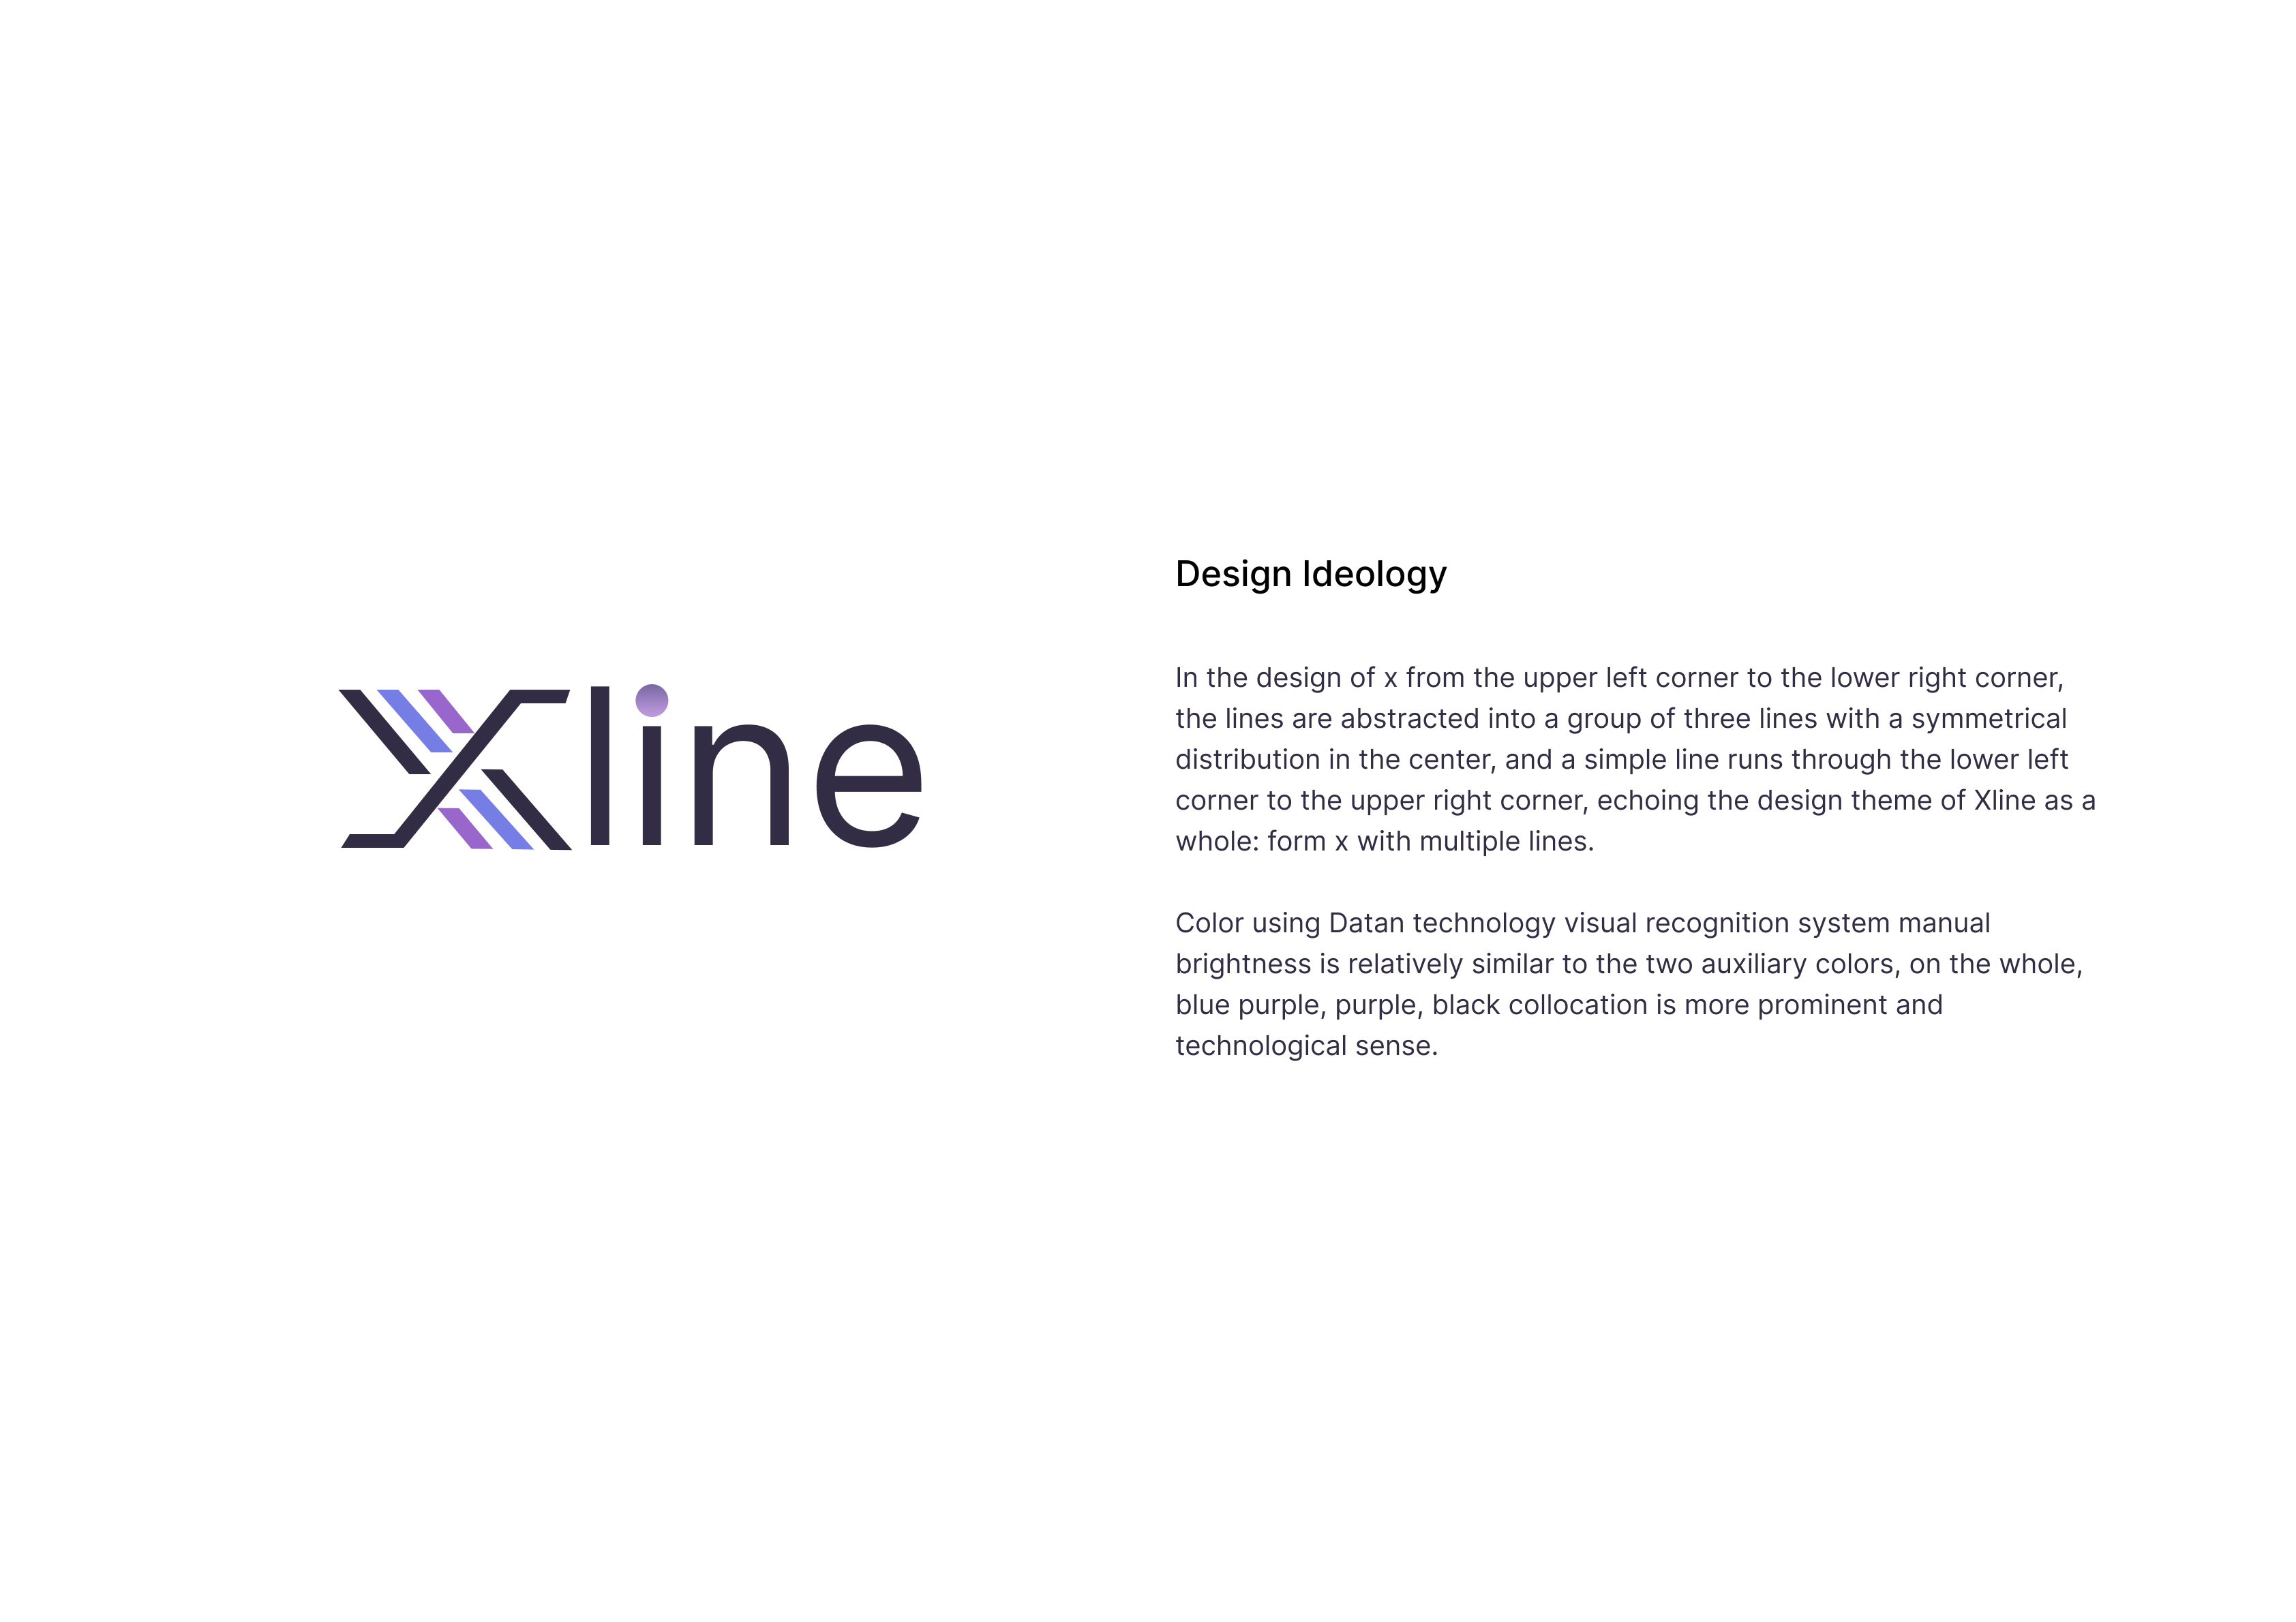 Xline
Design Ideology
In the design of x from the upper left corner to the lower right corner,
the lines are abstracted into a group of three lines with a symmetrical
distribution in the center, and a simple line runs through the lower left
corner to the upper right corner, echoing the design theme of Xline as a
whole: form x with multiple lines.
Color using Datan technology visual recognition system manual
brightness is relatively similar to the two auxiliary colors, on the whole,
blue purple, purple, black collocation is more prominent and
technological sense.